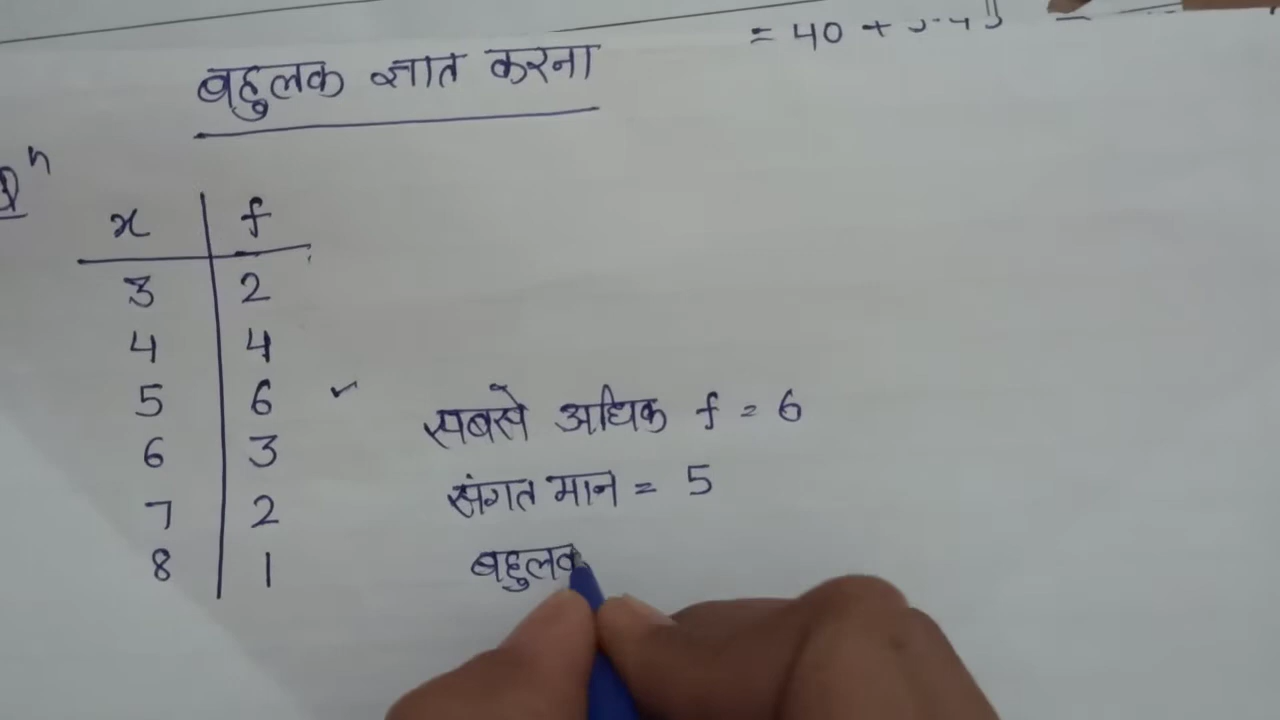 = 40 +
बहुलक ज्ञात करना
Qⁿ
x f
3 2
4 4
5 6 ✓
6 3
7 2
8 1
सबसे अधिक f = 6
संगत मान = 5
बहुलक